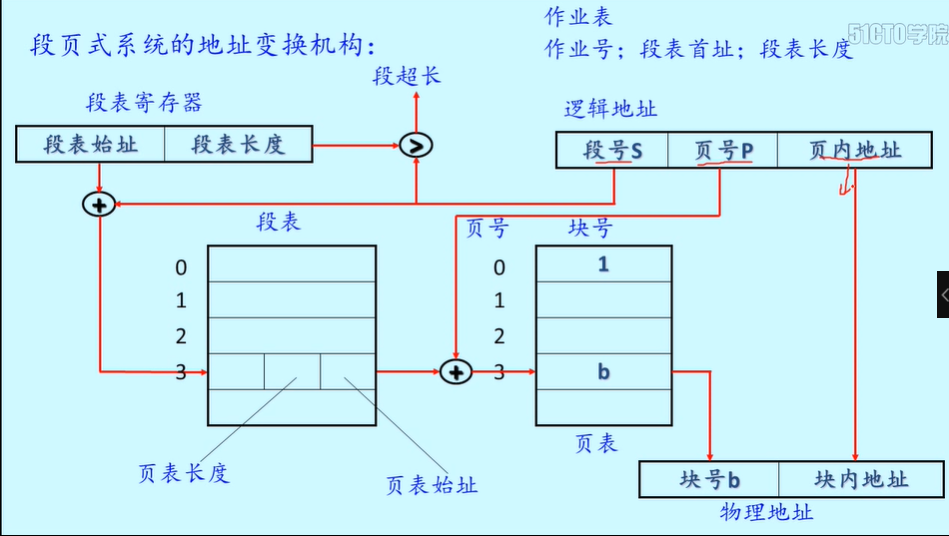 作业表
51CTO学院
段页式系统的地址变换机构：
作业号；段表首址；段表长度
段超长
段表寄存器
逻辑地址
段表始址 段表长度
>
段号S 页号P 页内地址
+
段表
页号 块号
0
0
1
1
1
2
2
3
+
3
b
页表
页表长度
页表始址
块号b 块内地址
物理地址